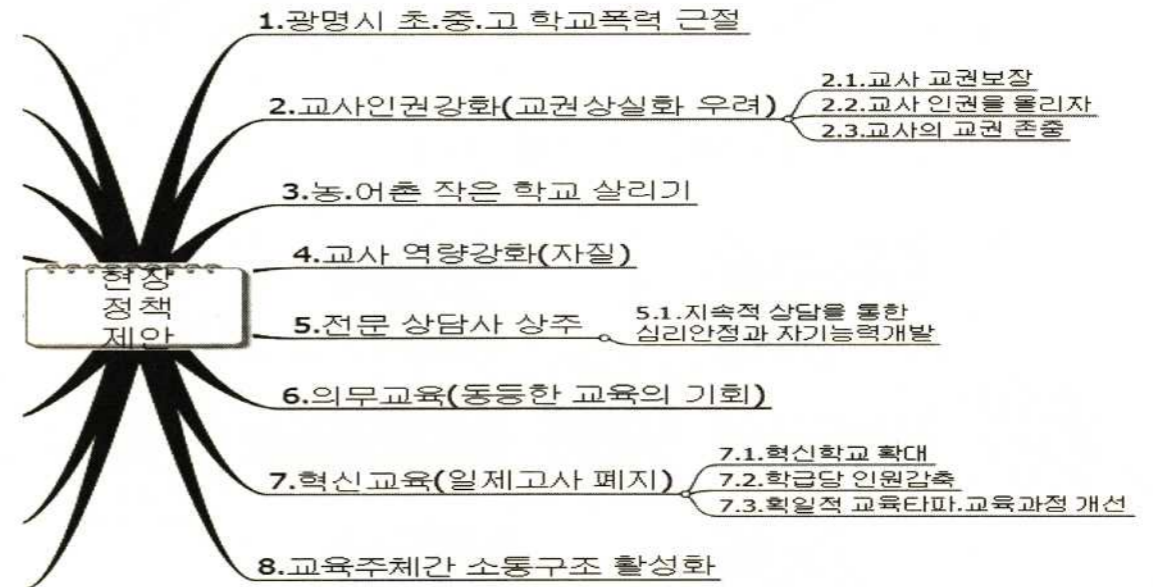 1.광명시 초.중.고 학교폭력 근절
2.교사인권강화(교권상실화 우려)
2.1.교사 교권보장
2.2.교사 인권을 올리자
2.3.교사의 교권 존중
3.농.어촌 작은 학교 살리기
4.교사 역량강화(자질)
현장
정책
제안
5.전문 상담사 상주
5.1.지속적 상담을 통한
심리안정과 자기능력개발
6.의무교육(동등한 교육의 기회)
7.혁신교육(일제고사 폐지)
7.1.혁신학교 확대
7.2.학급당 인원감축
7.3.획일적 교육타파.교육과정 개선
8.교육주체간 소통구조 활성화